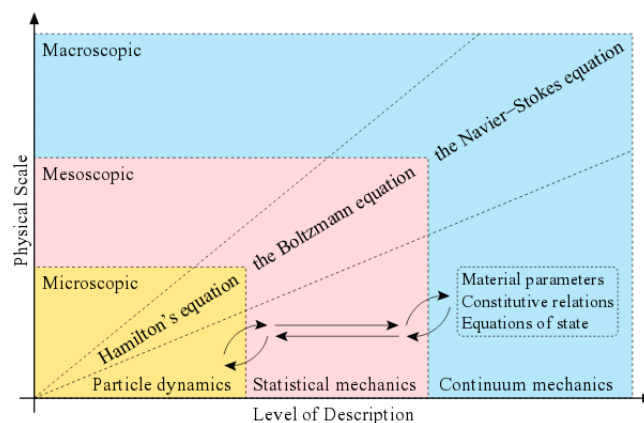 Macroscopic
the Navier–Stokes equation
Physical Scale
Mesoscopic
the Boltzmann equation
Microscopic
Hamilton's equation
Material parameters
Constitutive relations
Equations of state
Particle dynamics
Statistical mechanics
Continuum mechanics
Level of Description